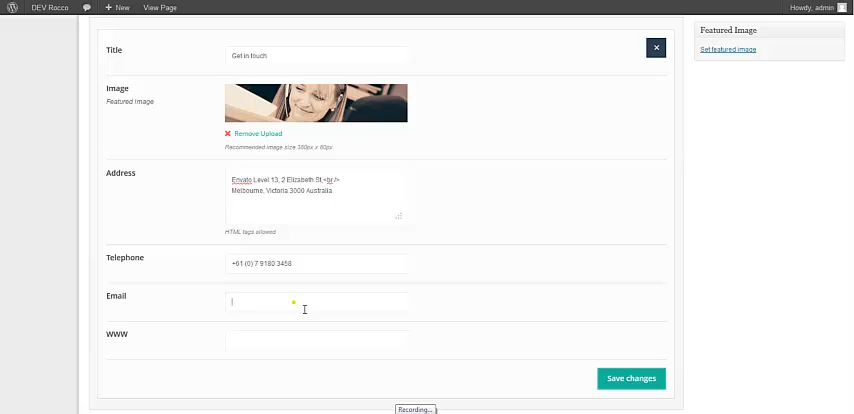 DEV Rocco
New
View Page
Howdy, admin
Title
Get in touch
×
Featured Image
Set featured image
Image
Featured Image
Remove Upload
Recommended image size 380px x 80px
Address
Envato Level 13, 2 Elizabeth St,<br />
Melbourne, Victoria 3000 Australia
HTML tags allowed
Telephone
+61 (0) 7 9180 3458
Email
WWW
Save changes
Recording...